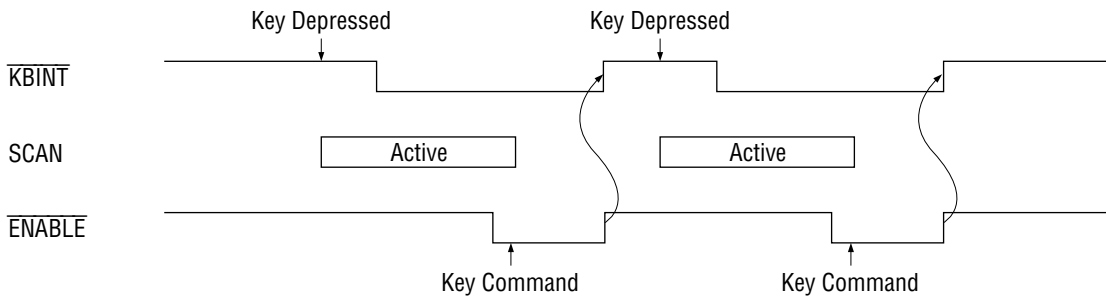 Key Depressed
Key Depressed
KBINT
SCAN
Active
Active
ENABLE
Key Command
Key Command